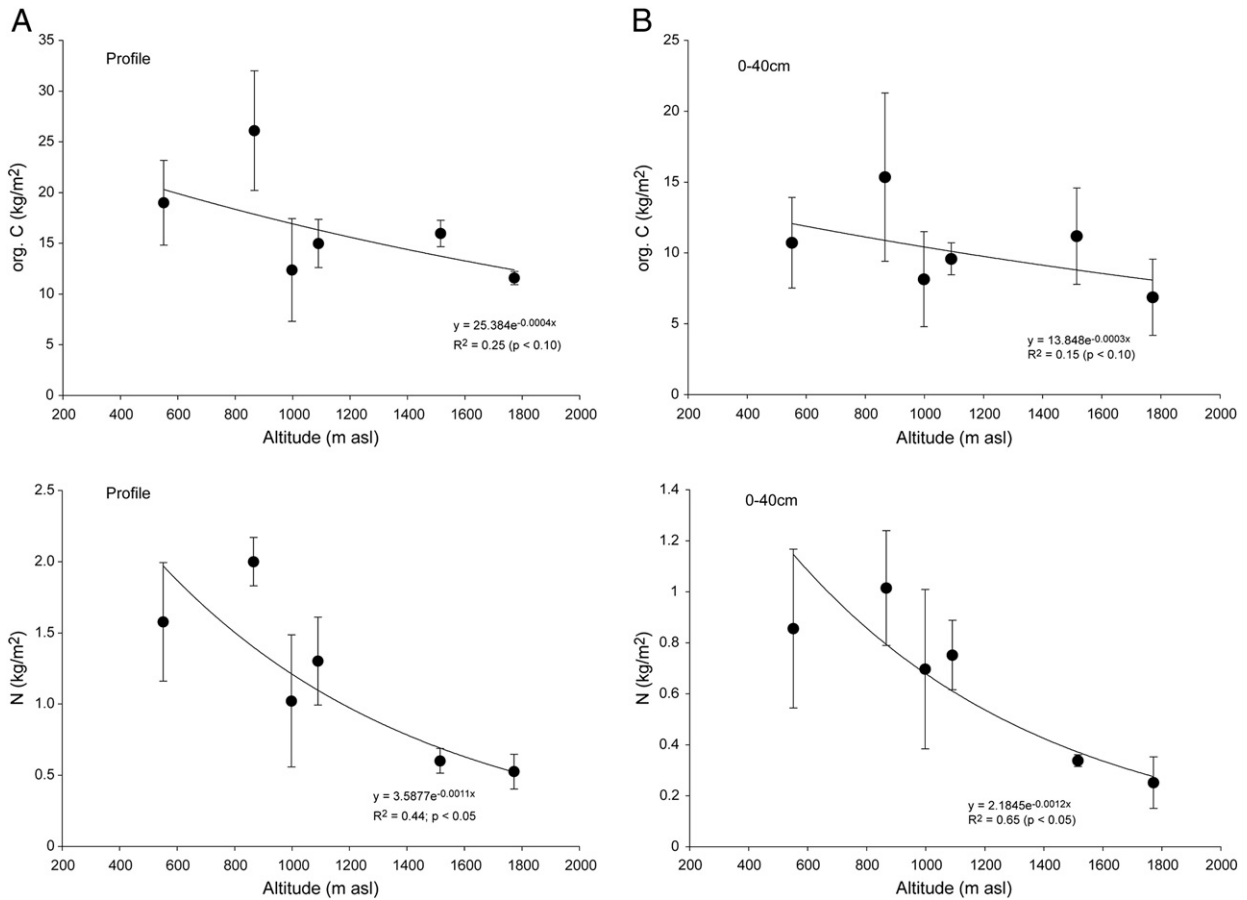 A
Profile
35
30
25
20
15
10
5
0
org. C (kg/m²)
y = 25.384e^-0.0004x
R² = 0.25 (p < 0.10)
200 400 600 800 1000 1200 1400 1600 1800 2000
Altitude (m asl)
B
0-40cm
25
20
15
10
5
0
org. C (kg/m²)
y = 13.848e^-0.0003x
R² = 0.15 (p < 0.10)
200 400 600 800 1000 1200 1400 1600 1800 2000
Altitude (m asl)
Profile
2.5
2.0
1.5
1.0
0.5
0
N (kg/m²)
y = 3.5877e^-0.0011x
R² = 0.44; p < 0.05
200 400 600 800 1000 1200 1400 1600 1800 2000
Altitude (m asl)
0-40cm
1.4
1.2
1
0.8
0.6
0.4
0.2
0
N (kg/m²)
y = 2.1845e^-0.0012x
R² = 0.65 (p < 0.05)
200 400 600 800 1000 1200 1400 1600 1800 2000
Altitude (m asl)